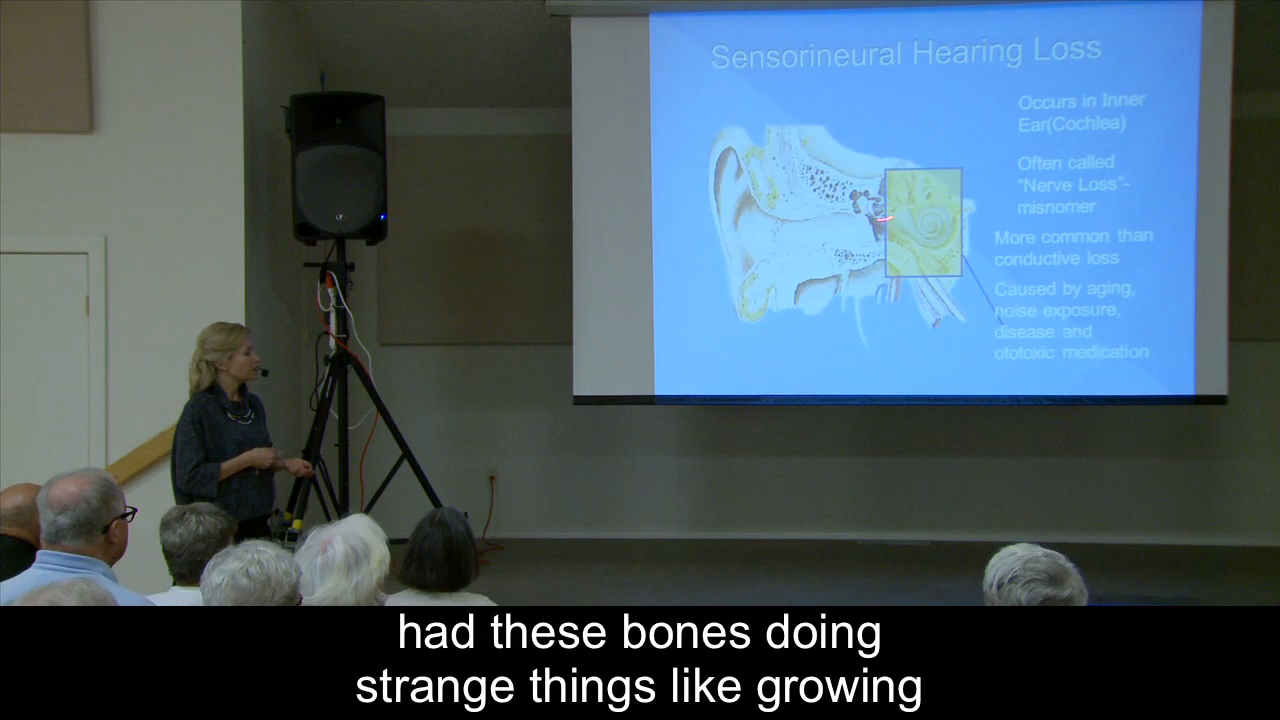 Sensorineural Hearing Loss
Occurs in Inner
Ear(Cochlea)
Often called
"Nerve Loss"-
misnomer
More common than
conductive loss
Caused by aging,
noise exposure,
disease and
ototoxic medication
had these bones doing
strange things like growing